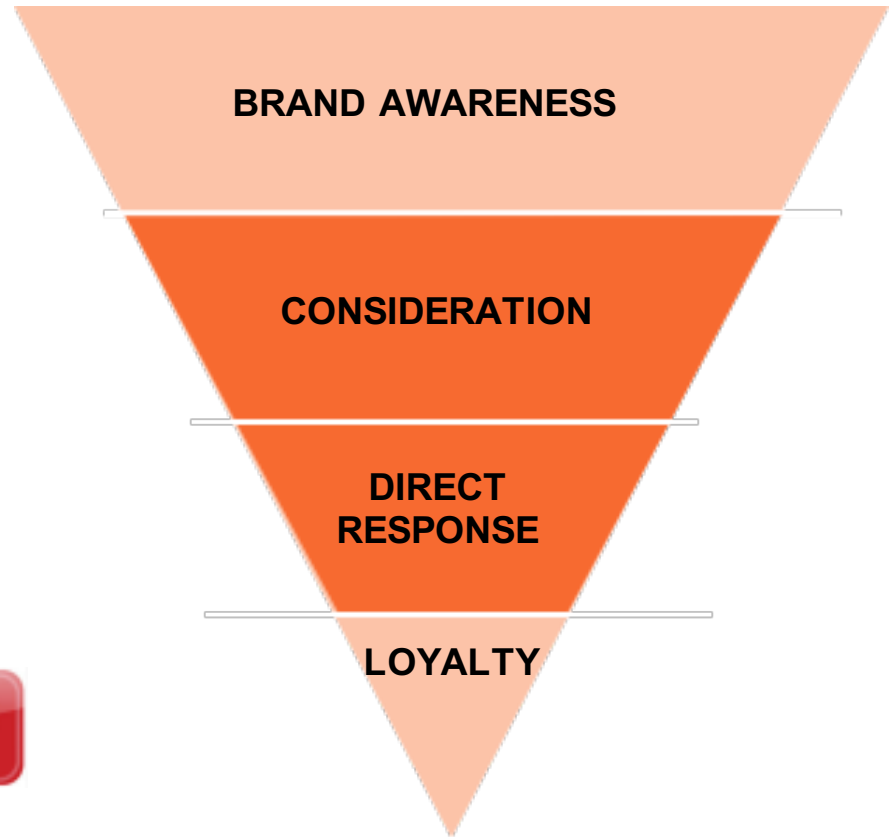 BRAND AWARENESS
CONSIDERATION
DIRECT
RESPONSE
LOYALTY